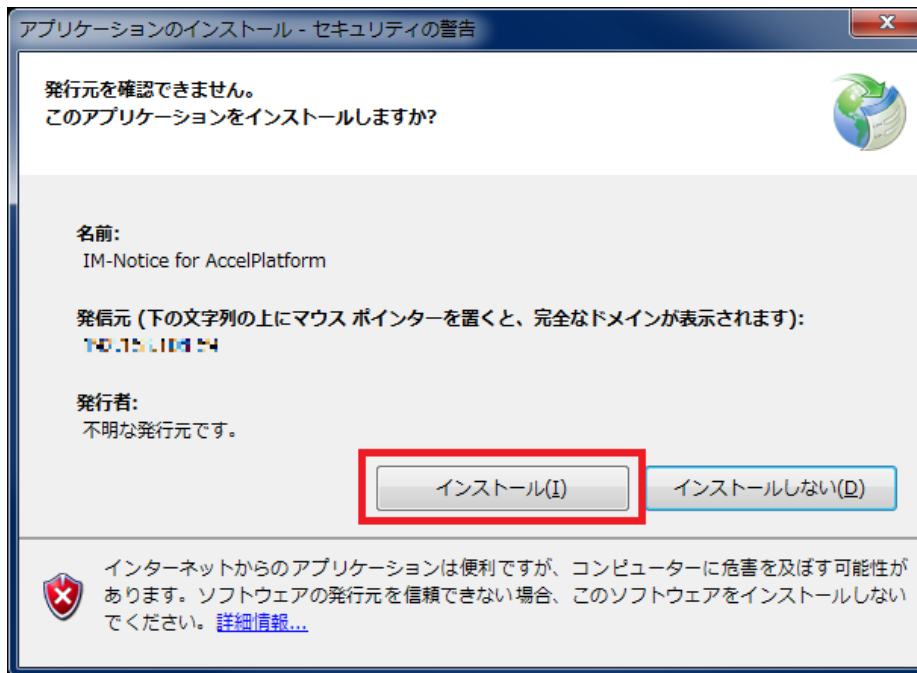 アプリケーションのインストール - セキュリティの警告
発行元を確認できません。
このアプリケーションをインストールしますか?
名前:
IM-Notice for AccelPlatform
発信元 (下の文字列の上にマウス ポインターを置くと、完全なドメインが表示されます):
発行者:
不明な発行元です。
インストール(I)
インストールしない(D)
インターネットからのアプリケーションは便利ですが、コンピューターに危害を及ぼす可能性が
あります。ソフトウェアの発行元を信頼できない場合、このソフトウェアをインストールしない
でください。詳細情報...